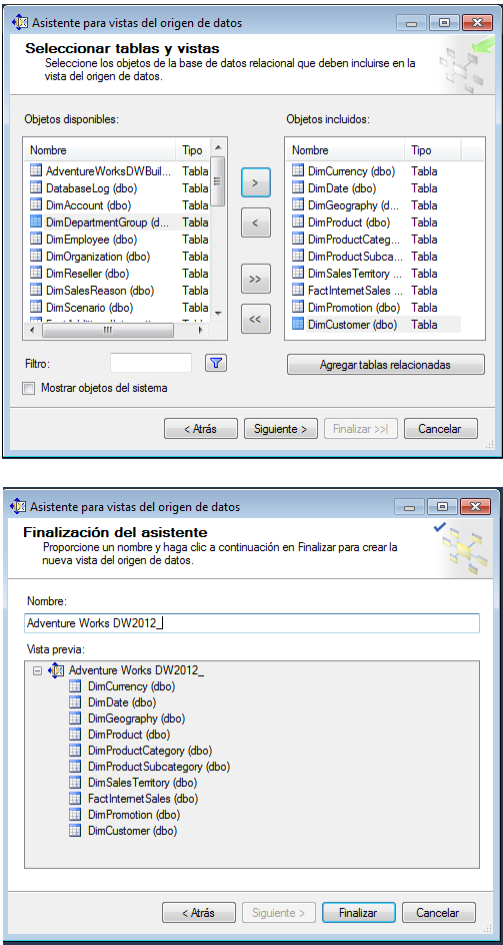 Asistente para vistas del origen de datos
Seleccionar tablas y vistas
Seleccione los objetos de la base de datos relacional que deben incluirse en la
vista del origen de datos.
Objetos disponibles:
Nombre Tipo
AdventureWorksDWBuil... Tabla
DatabaseLog (dbo) Tabla
DimAccount (dbo) Tabla
DimDepartmentGroup (d... Tabla
DimEmployee (dbo) Tabla
DimOrganization (dbo) Tabla
DimReseller (dbo) Tabla
DimSalesReason (dbo) Tabla
DimScenario (dbo) Tabla
>
<
>>
<<
Objetos incluidos:
Nombre Tipo
DimCurrency (dbo) Tabla
DimDate (dbo) Tabla
DimGeography (d... Tabla
DimProduct (dbo) Tabla
DimProductCateg... Tabla
DimProductSubca... Tabla
DimSalesTerritory ... Tabla
FactInternetSales ... Tabla
DimPromotion (dbo) Tabla
DimCustomer (dbo) Tabla
Filtro:
Agregar tablas relacionadas
Mostrar objetos del sistema
< Atrás Siguiente > Finalizar >>| Cancelar
Asistente para vistas del origen de datos
Finalización del asistente
Proporcione un nombre y haga clic a continuación en Finalizar para crear la
nueva vista del origen de datos.
Nombre:
Adventure Works DW2012_
Vista previa:
Adventure Works DW2012_
DimCurrency (dbo)
DimDate (dbo)
DimGeography (dbo)
DimProduct (dbo)
DimProductCategory (dbo)
DimProductSubcategory (dbo)
DimSalesTerritory (dbo)
FactInternetSales (dbo)
DimPromotion (dbo)
DimCustomer (dbo)
< Atrás Siguiente > Finalizar Cancelar